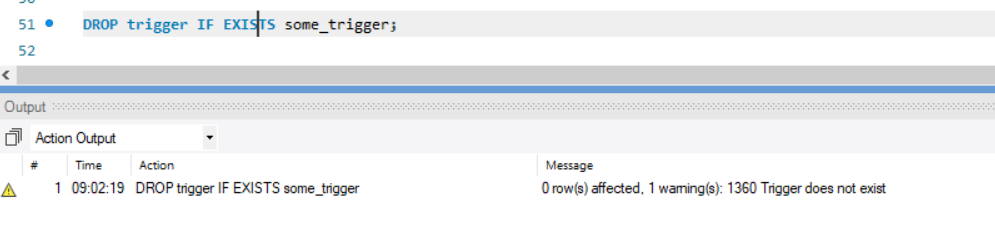 51 DROP trigger IF EXISTS some_trigger;
52
Output
Action Output
# Time Action Message
1 09:02:19 DROP trigger IF EXISTS some_trigger 0 row(s) affected, 1 warning(s): 1360 Trigger does not exist